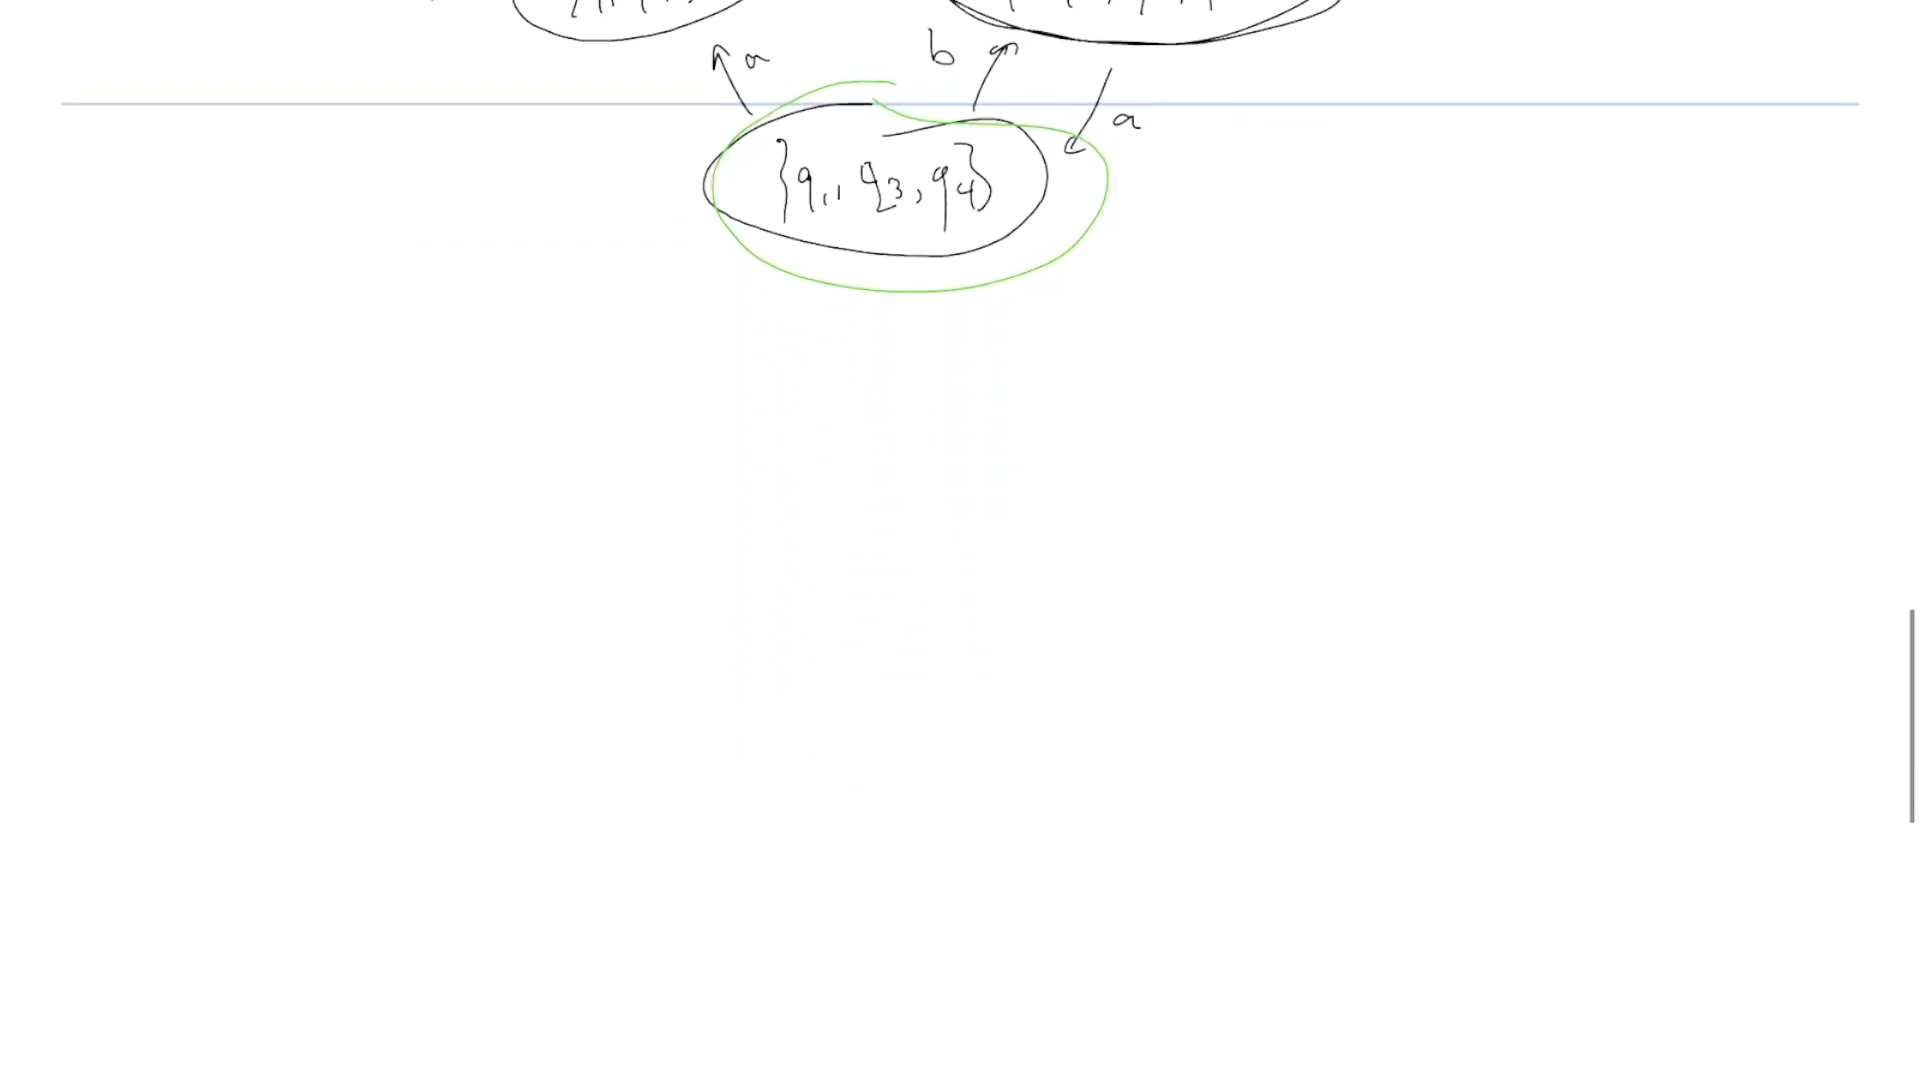 a b
a
{q₁, q₃, q₄}